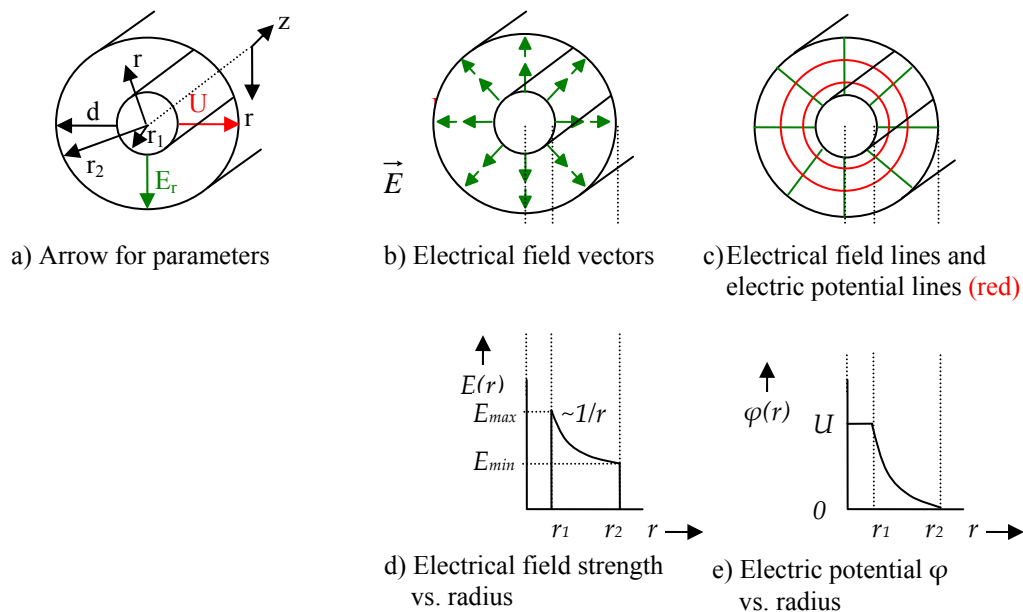 z
r
d
U
r
r1
r2
Er
a) Arrow for parameters
E
b) Electrical field vectors
c) Electrical field lines and
electric potential lines (red)
E(r)
Emax
~1/r
Emin
r1
r2
r
d) Electrical field strength
vs. radius
φ(r)
U
0
r1
r2
r
e) Electric potential φ
vs. radius